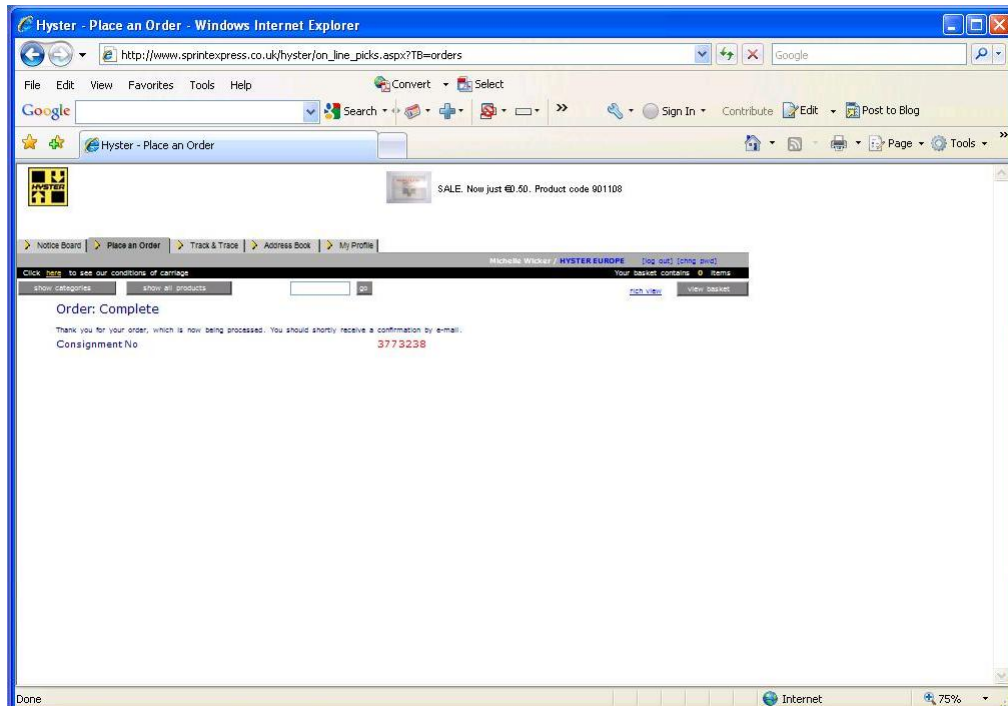 Hyster - Place an Order - Windows Internet Explorer
http://www.sprintexpress.co.uk/hyster/on_line_picks.aspx?TB=orders
Google
File Edit View Favorites Tools Help Convert Select
Google Search Sign In Contribute Edit Post to Blog
Hyster - Place an Order Page Tools
HYSTER
SALE. Now just €0.50. Product code 901108
Notice Board Place an Order Track & Trace Address Book My Profile
Michelle Wicker / HYSTER EUROPE [log out] [chng pwd]
Click here to see our conditions of carriage Your basket contains 0 items
show categories show all products go rich view view basket
Order: Complete
Thank you for your order, which is now being processed. You should shortly receive a confirmation by e-mail.
Consignment No 3773238
Done Internet 75%